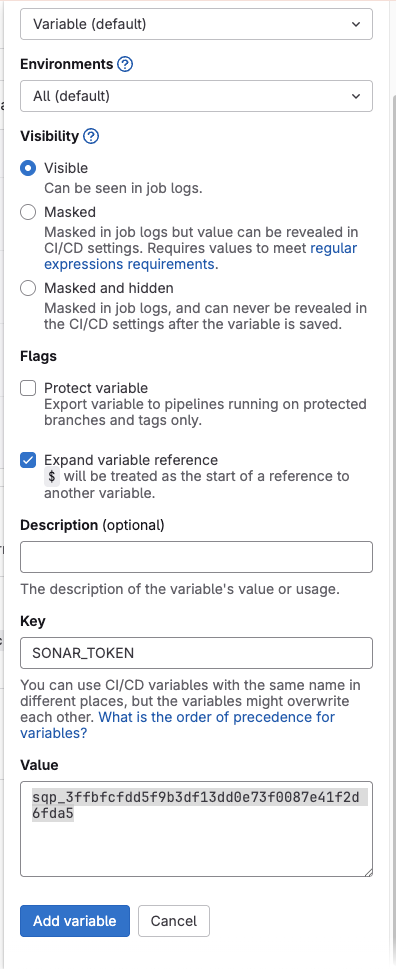 Variable (default)
Environments
All (default)
Visibility
Visible
Can be seen in job logs.
Masked
Masked in job logs but value can be revealed in
CI/CD settings. Requires values to meet regular
expressions requirements.
Masked and hidden
Masked in job logs, and can never be revealed in
the CI/CD settings after the variable is saved.
Flags
Protect variable
Export variable to pipelines running on protected
branches and tags only.
Expand variable reference
$ will be treated as the start of a reference to
another variable.
Description (optional)
The description of the variable's value or usage.
Key
SONAR_TOKEN
You can use CI/CD variables with the same name in
different places, but the variables might overwrite
each other. What is the order of precedence for
variables?
Value
sqp_3ffbfcfdd5f9b3df13dd0e73f0087e41f2d
6fda5
Add variable
Cancel